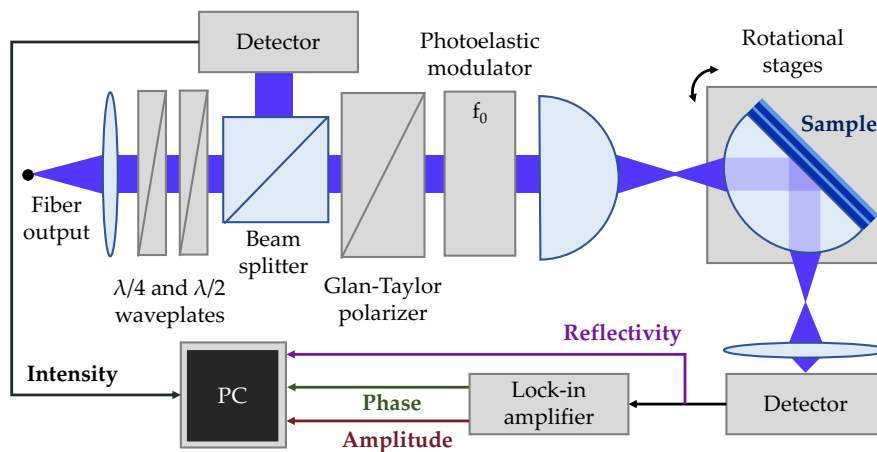 Detector
Photoelastic
modulator
Rotational
stages
f₀
Sample
Fiber
output
Beam
splitter
λ/4 and λ/2
waveplates
Glan-Taylor
polarizer
Reflectivity
Intensity
PC
Phase
Lock-in
amplifier
Detector
Amplitude